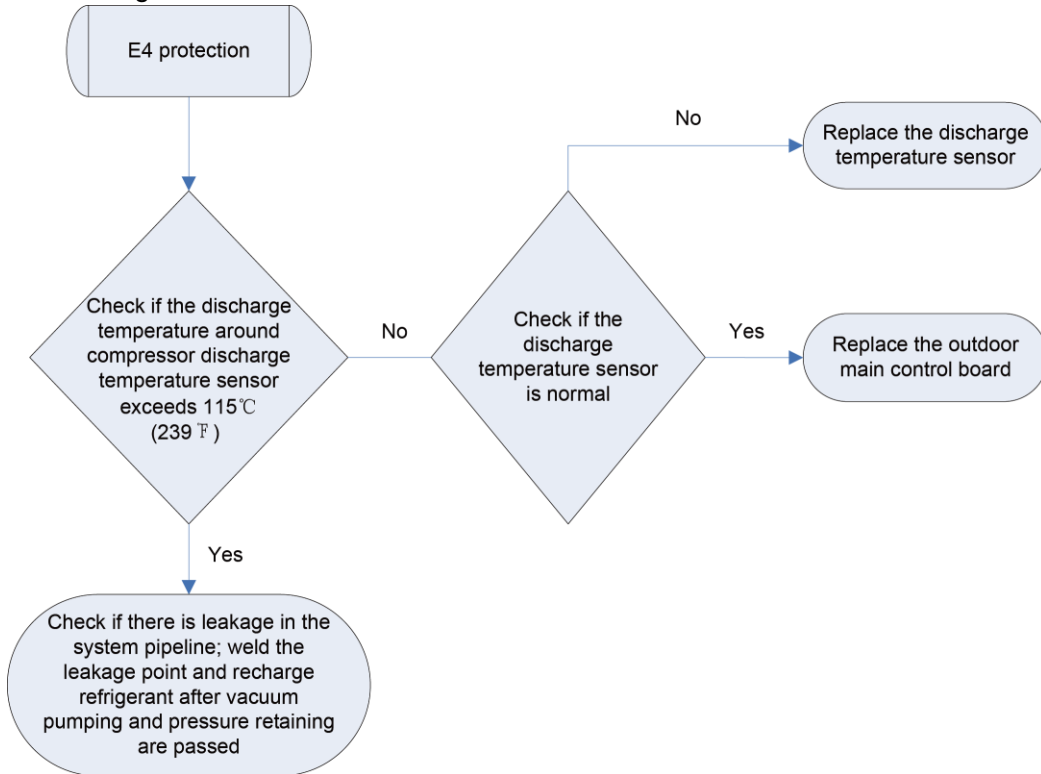 E4 protection
No
Replace the discharge
temperature sensor
Check if the discharge
temperature around
compressor discharge
temperature sensor
exceeds 115℃
(239 ℉)
No
Check if the
discharge
temperature sensor
is normal
Yes
Replace the outdoor
main control board
Yes
Check if there is leakage in the
system pipeline; weld the
leakage point and recharge
refrigerant after vacuum
pumping and pressure retaining
are passed